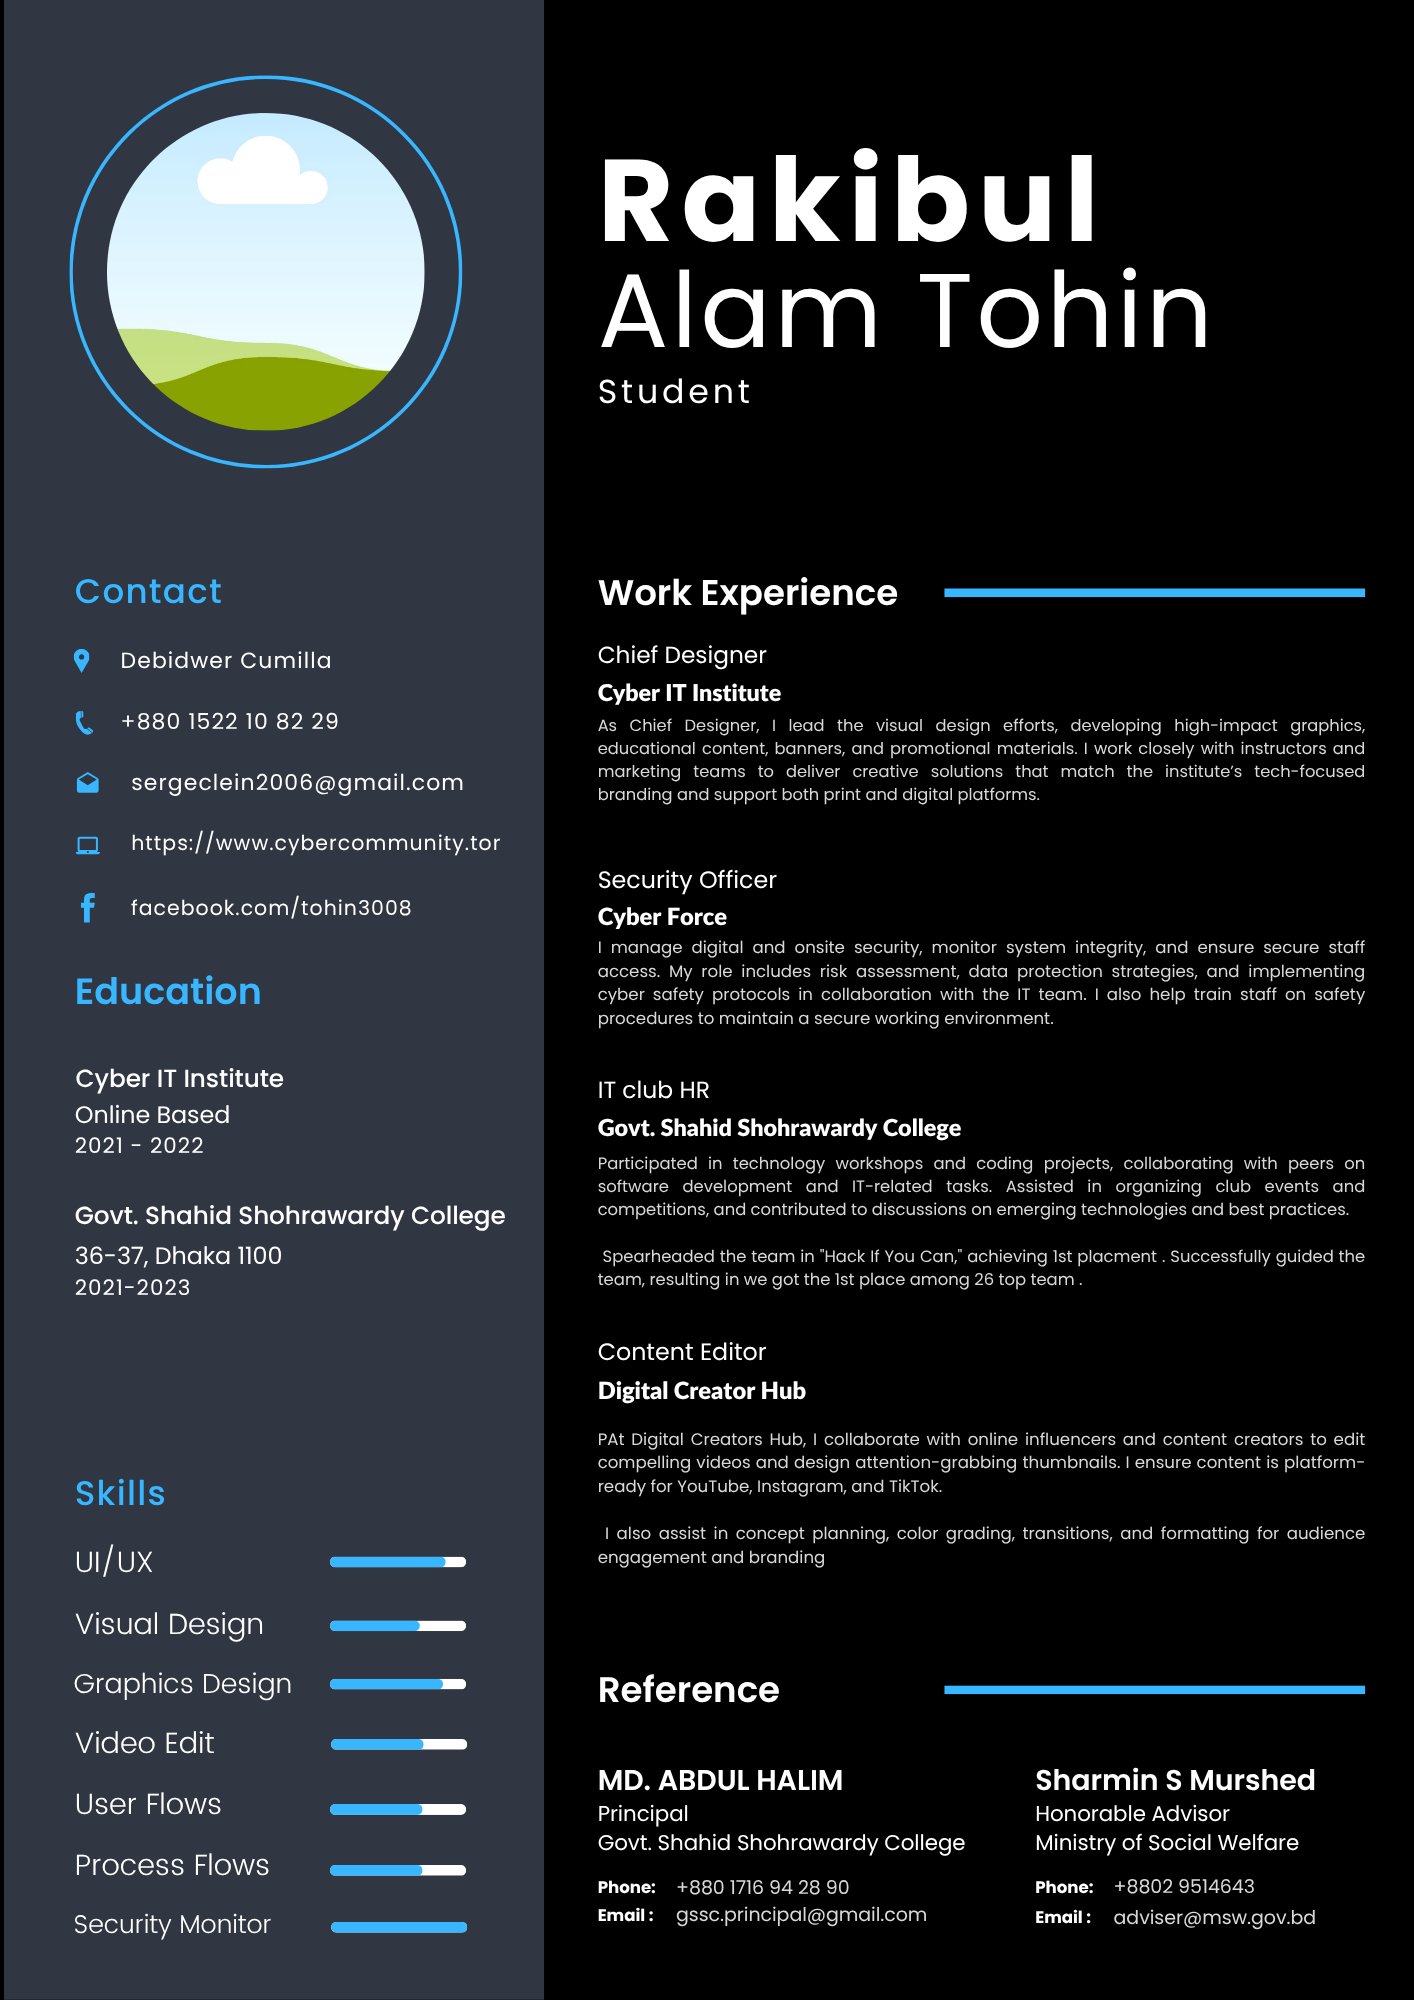 Rakibul
Alam Tohin
Student
Contact
Debidwer Cumilla
+880 1522 10 82 29
sergeclein2006@gmail.com
https://www.cybercommunity.tor
facebook.com/tohin3008
Education
Cyber IT Institute
Online Based
2021 - 2022
Govt. Shahid Shohrawardy College
36-37, Dhaka 1100
2021-2023
Skills
UI/UX
Visual Design
Graphics Design
Video Edit
User Flows
Process Flows
Security Monitor
Work Experience
Chief Designer
Cyber IT Institute
As Chief Designer, I lead the visual design efforts, developing high-impact graphics,
educational content, banners, and promotional materials. I work closely with instructors and
marketing teams to deliver creative solutions that match the institute’s tech-focused
branding and support both print and digital platforms.
Security Officer
Cyber Force
I manage digital and onsite security, monitor system integrity, and ensure secure staff
access. My role includes risk assessment, data protection strategies, and implementing
cyber safety protocols in collaboration with the IT team. I also help train staff on safety
procedures to maintain a secure working environment.
IT club HR
Govt. Shahid Shohrawardy College
Participated in technology workshops and coding projects, collaborating with peers on
software development and IT-related tasks. Assisted in organizing club events and
competitions, and contributed to discussions on emerging technologies and best practices.
Spearheaded the team in "Hack If You Can," achieving 1st placment . Successfully guided the
team, resulting in we got the 1st place among 26 top team .
Content Editor
Digital Creator Hub
PAt Digital Creators Hub, I collaborate with online influencers and content creators to edit
compelling videos and design attention-grabbing thumbnails. I ensure content is platform-
ready for YouTube, Instagram, and TikTok.
I also assist in concept planning, color grading, transitions, and formatting for audience
engagement and branding
Reference
MD. ABDUL HALIM
Principal
Govt. Shahid Shohrawardy College
Phone: +880 1716 94 28 90
Email : gssc.principal@gmail.com
Sharmin S Murshed
Honorable Advisor
Ministry of Social Welfare
Phone: +8802 9514643
Email : adviser@msw.gov.bd